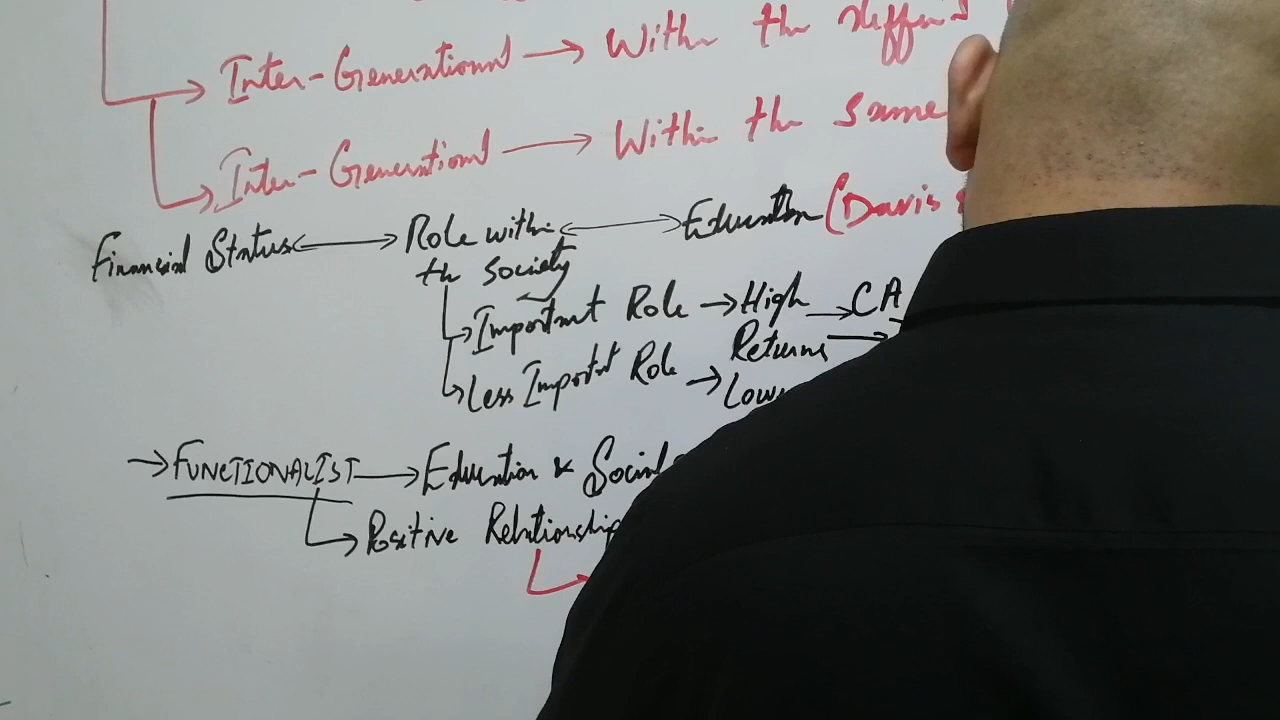 Inter-Generational → Within the
Inter-Generational → Within the same
Financial Status ↔ Role within ↔ Education (Davis
the society
Important Role → High → CA
Returns →
Less Important Role → Low
→ FUNCTIONALIST → Education & Social
Positive Relationship